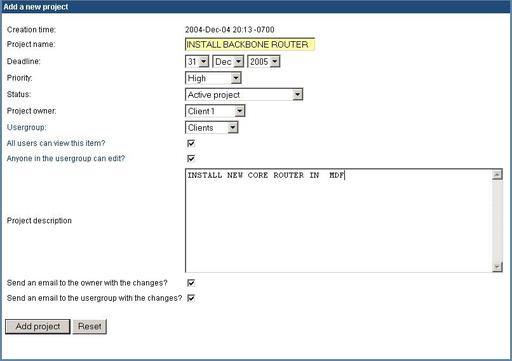 Add a new project
Creation time: 2004-Dec-04 20:13 -0700
Project name: INSTALL BACKBONE ROUTER
Deadline: 31 Dec 2005
Priority: High
Status: Active project
Project owner: Client 1
Usergroup: Clients
All users can view this item?
Anyone in the usergroup can edit?
INSTALL NEW CORE ROUTER IN  MDF
Project description
Send an email to the owner with the changes?
Send an email to the usergroup with the changes?
Add project Reset